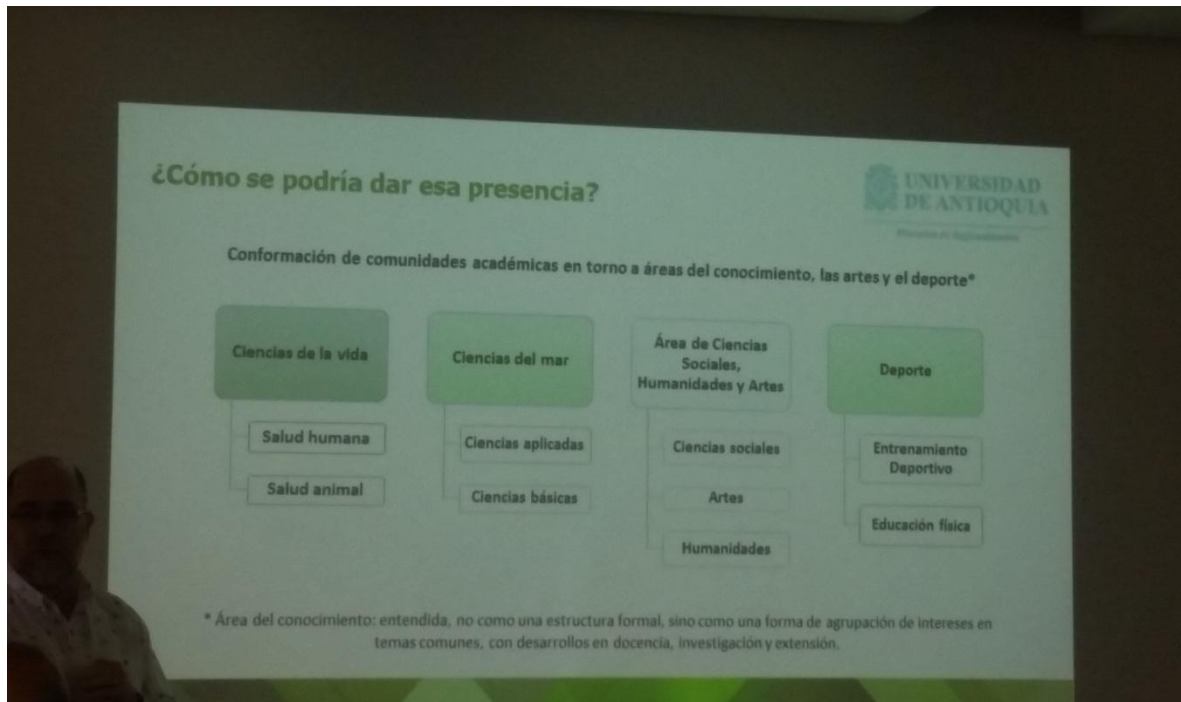 ¿Cómo se podría dar esa presencia?
UNIVERSIDAD
DE ANTIOQUIA
Conformación de comunidades académicas en torno a áreas del conocimiento, las artes y el deporte*
Ciencias de la vida
Salud humana
Salud animal
Ciencias del mar
Ciencias aplicadas
Ciencias básicas
Área de Ciencias
Sociales,
Humanidades y Artes
Ciencias sociales
Artes
Humanidades
Deporte
Entrenamiento
Deportivo
Educación física
* Área del conocimiento: entendida, no como una estructura formal, sino como una forma de agrupación de intereses en
temas comunes, con desarrollos en docencia, investigación y extensión.